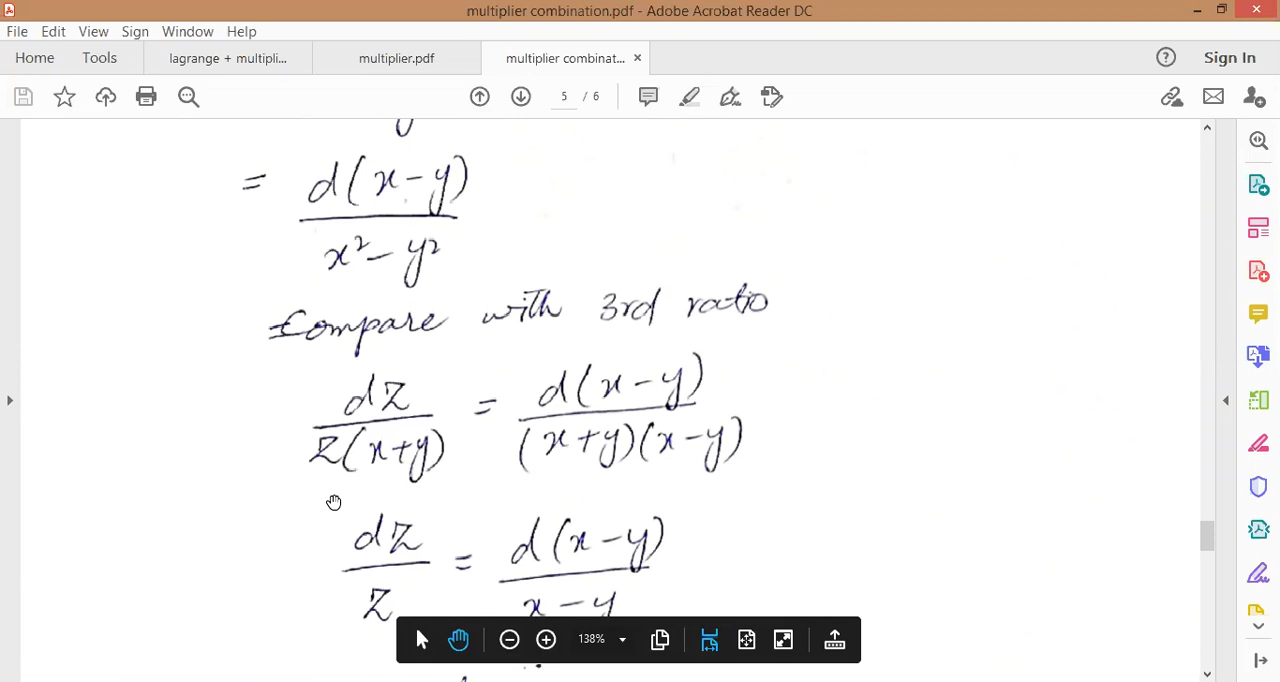 multiplier combination.pdf - Adobe Acrobat Reader DC
File Edit View Sign Window Help
Home Tools lagrange + multipli... multiplier.pdf multiplier combinat... × Sign In
5 / 6
= d(x-y)
x² - y²
Compare with 3rd ratio
dz = d(x-y)
z(x+y) (x+y)(x-y)
dz = d(x-y)
z x-y
138%